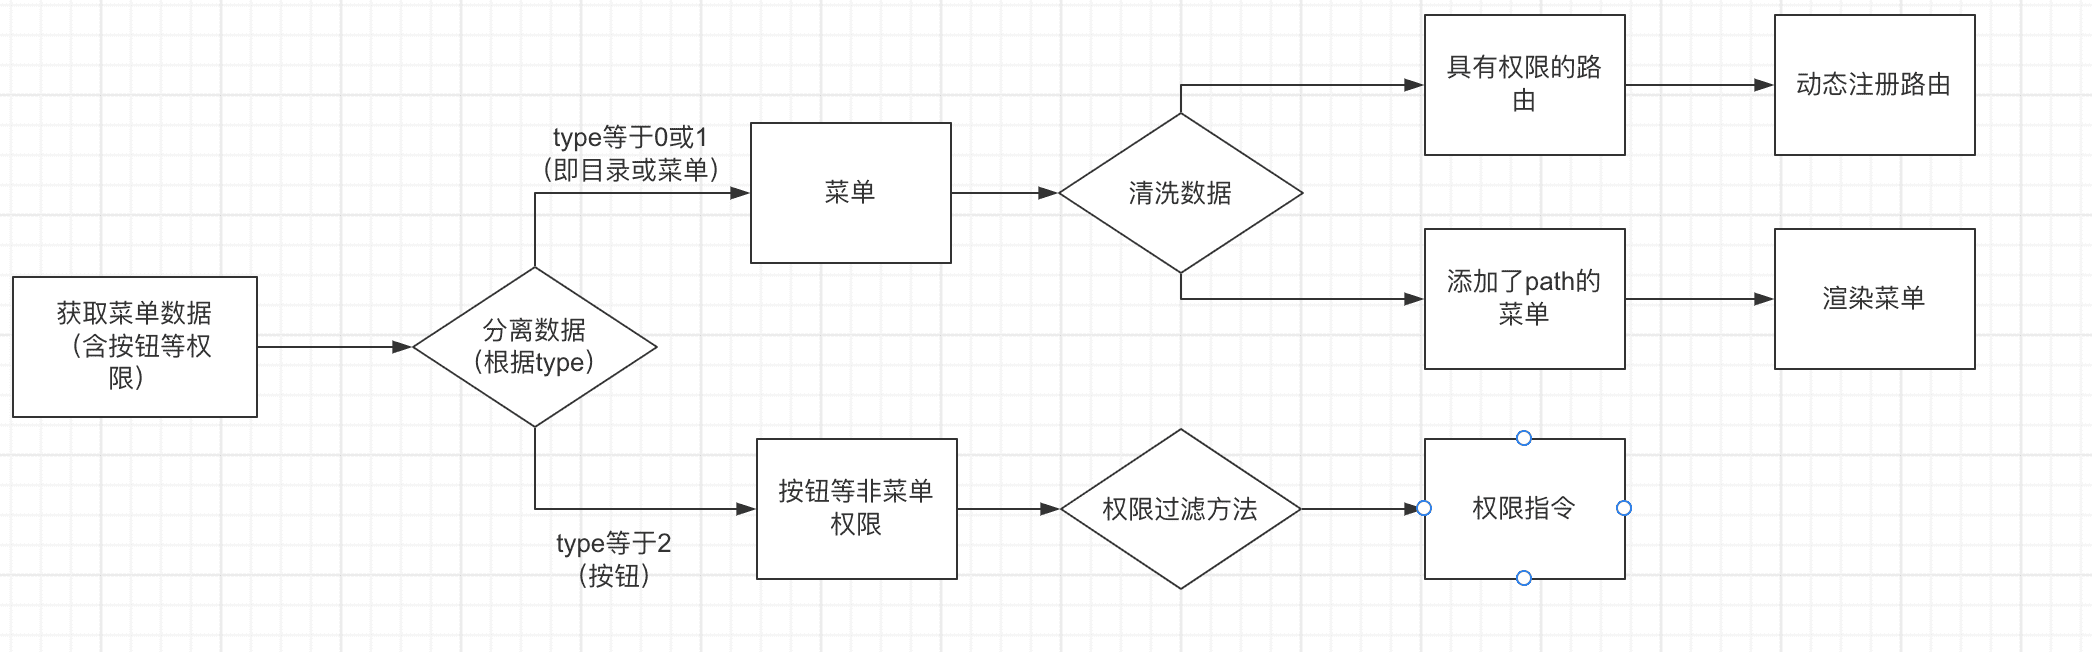 具有权限的路
由
动态注册路由
type等于0或1
（即目录或菜单）
菜单
清洗数据
添加了path的
菜单
渲染菜单
获取菜单数据
（含按钮等权
限）
分离数据
（根据type）
按钮等非菜单
权限
权限过滤方法
权限指令
type等于2
（按钮）